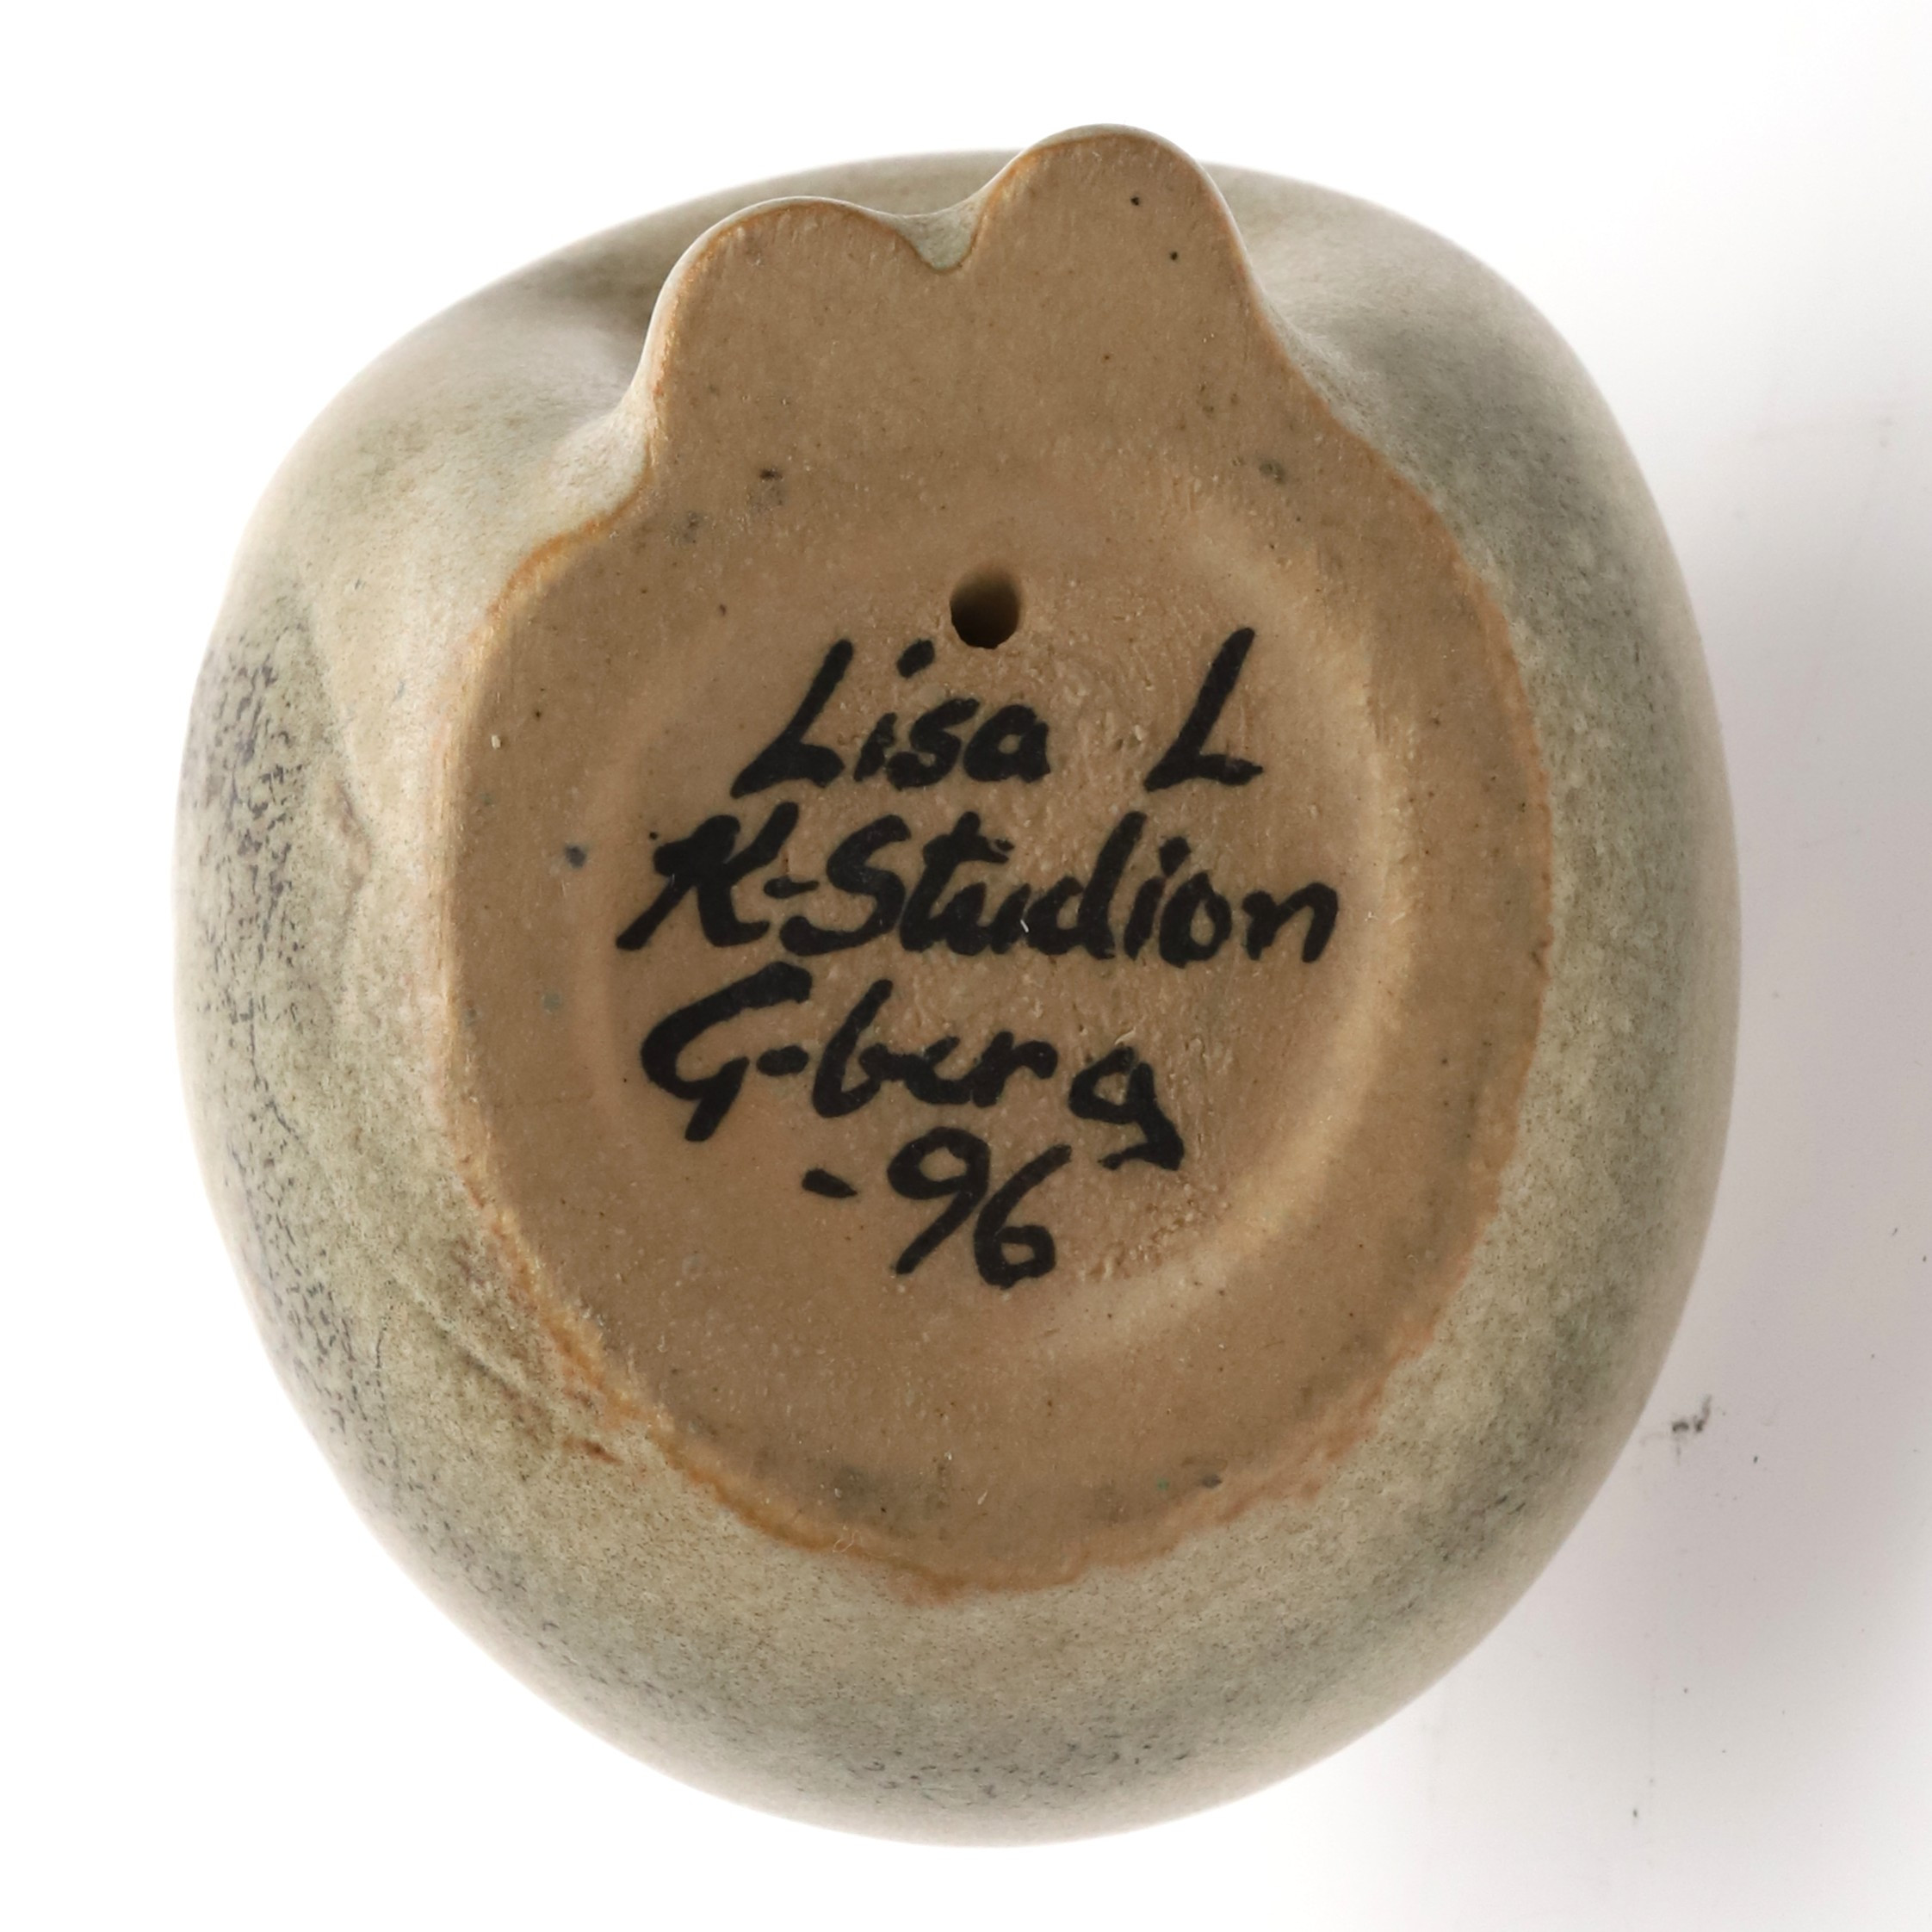 Lisa L
K-Studion
G-berg
-96